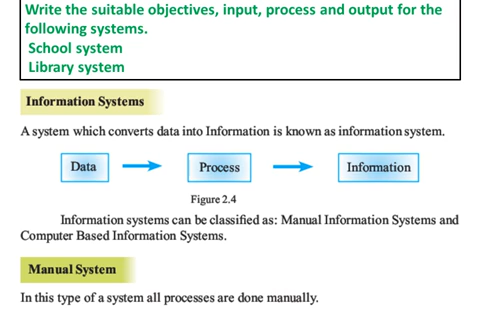 Write the suitable objectives, input, process and output for the
following systems.
School system
Library system
Information Systems
A system which converts data into Information is known as information system.
Data
Process
Information
Figure 2.4
Information systems can be classified as: Manual Information Systems and
Computer Based Information Systems.
Manual System
In this type of a system all processes are done manually.